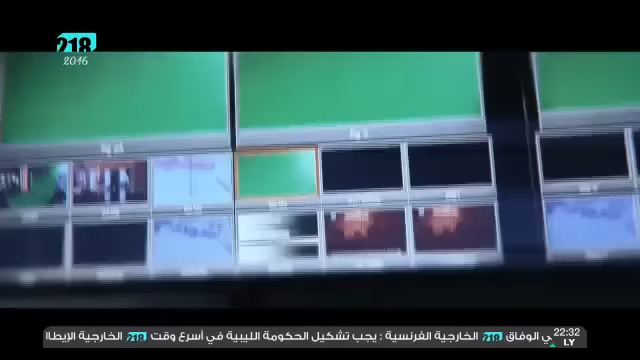 218
2016
ي الوفاق 218 الخارجية الفرنسية : يجب تشكيل الحكومة الليبية في أسرع وقت 218 الخارجية الإيطا
22:32
LY